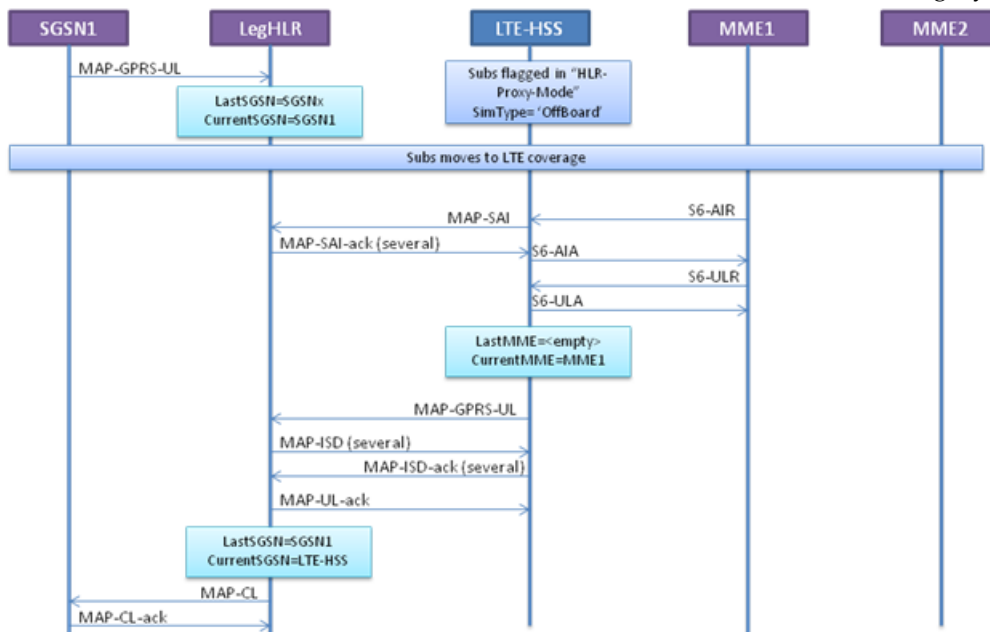 SGSN1
LegHLR
LTE-HSS
MME1
MME2
MAP-GPRS-UL
Subs flagged in "HLR-
Proxy-Mode"
SimType= 'OffBoard'
LastSGSN=SGSNx
CurrentSGSN=SGSN1
Subs moves to LTE coverage
S6-AIR
MAP-SAI
MAP-SAI-ack (several)
S6-AIA
S6-ULR
S6-ULA
LastMME=<empty>
CurrentMME=MME1
MAP-GPRS-UL
MAP-ISD (several)
MAP-ISD-ack (several)
MAP-UL-ack
LastSGSN=SGSN1
CurrentSGSN=LTE-HSS
MAP-CL
MAP-CL-ack